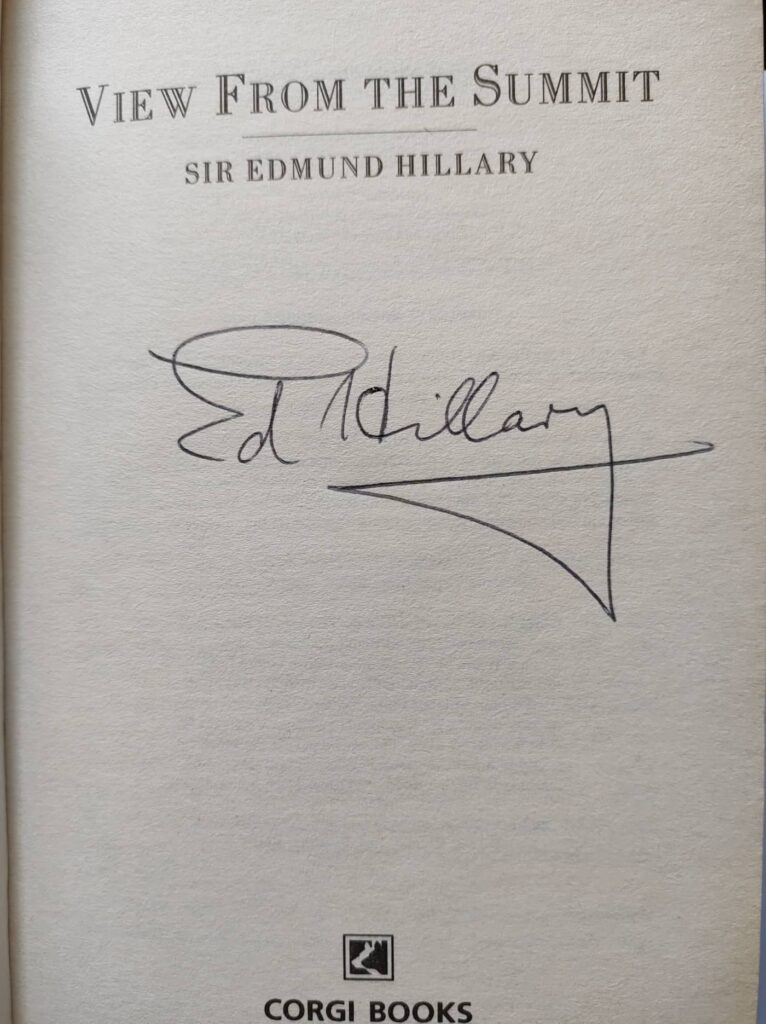 VIEW FROM THE SUMMIT
SIR EDMUND HILLARY
Ed Hillary
CORGI BOOKS